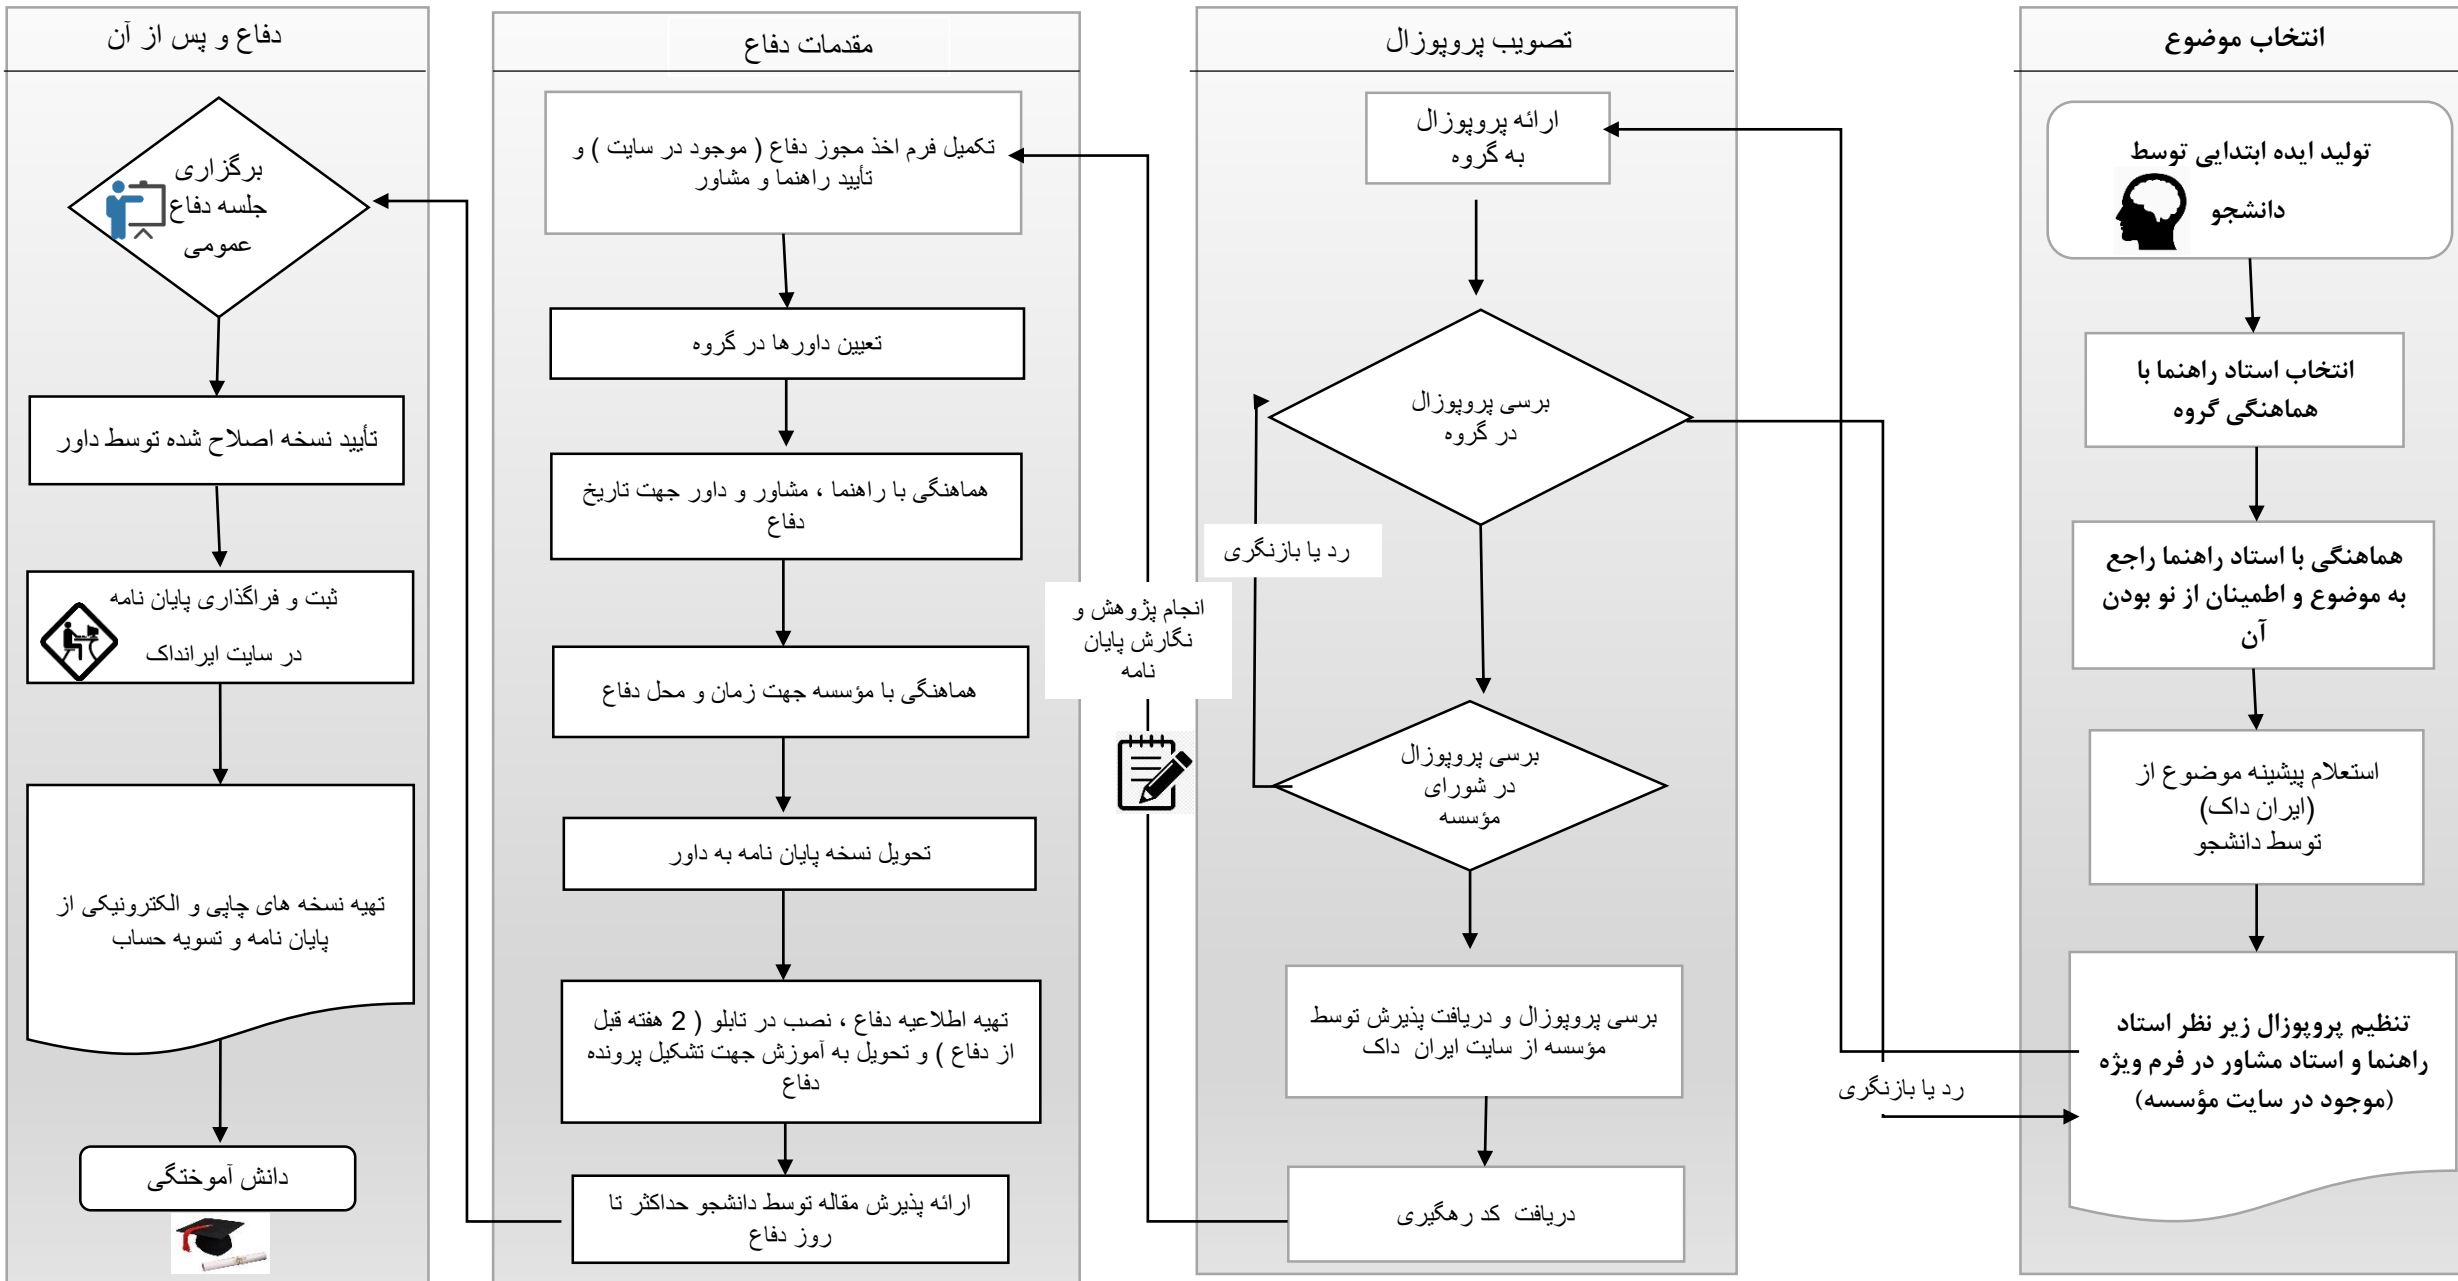 انتخاب موضوع
تولید ایده ابتدایی توسط
دانشجو
انتخاب استاد راهنما با
هماهنگی گروه
هماهنگی با استاد راهنما راجع
به موضوع و اطمینان از نو بودن
آن
استعلام پیشینه موضوع از
(ایران داک)
توسط دانشجو
تنظیم پروپوزال زیر نظر استاد
راهنما و استاد مشاور در فرم ویژه
(موجود در سایت مؤسسه)
رد یا بازنگری
تصویب پروپوزال
ارائه پروپوزال
به گروه
برسی پروپوزال
در گروه
رد یا بازنگری
برسی پروپوزال
در شورای
مؤسسه
برسی پروپوزال و دریافت پذیرش توسط
مؤسسه از سایت ایران داک
دریافت کد رهگیری
انجام پژوهش و
نگارش پایان
نامه
مقدمات دفاع
تکمیل فرم اخذ مجوز دفاع ( موجود در سایت ) و
تأیید راهنما و مشاور
تعیین داورها در گروه
هماهنگی با راهنما ، مشاور و داور جهت تاریخ
دفاع
هماهنگی با مؤسسه جهت زمان و محل دفاع
تحویل نسخه پایان نامه به داور
تهیه اطلاعیه دفاع ، نصب در تابلو ( 2 هفته قبل
از دفاع ) و تحویل به آموزش جهت تشکیل پرونده
دفاع
ارائه پذیرش مقاله توسط دانشجو حداکثر تا
روز دفاع
دفاع و پس از آن
برگزاری
جلسه دفاع
عمومی
تأیید نسخه اصلاح شده توسط داور
ثبت و فراگذاری پایان نامه
در سایت ایرانداک
تهیه نسخه های چاپی و الکترونیکی از
پایان نامه و تسویه حساب
دانش آموختگی